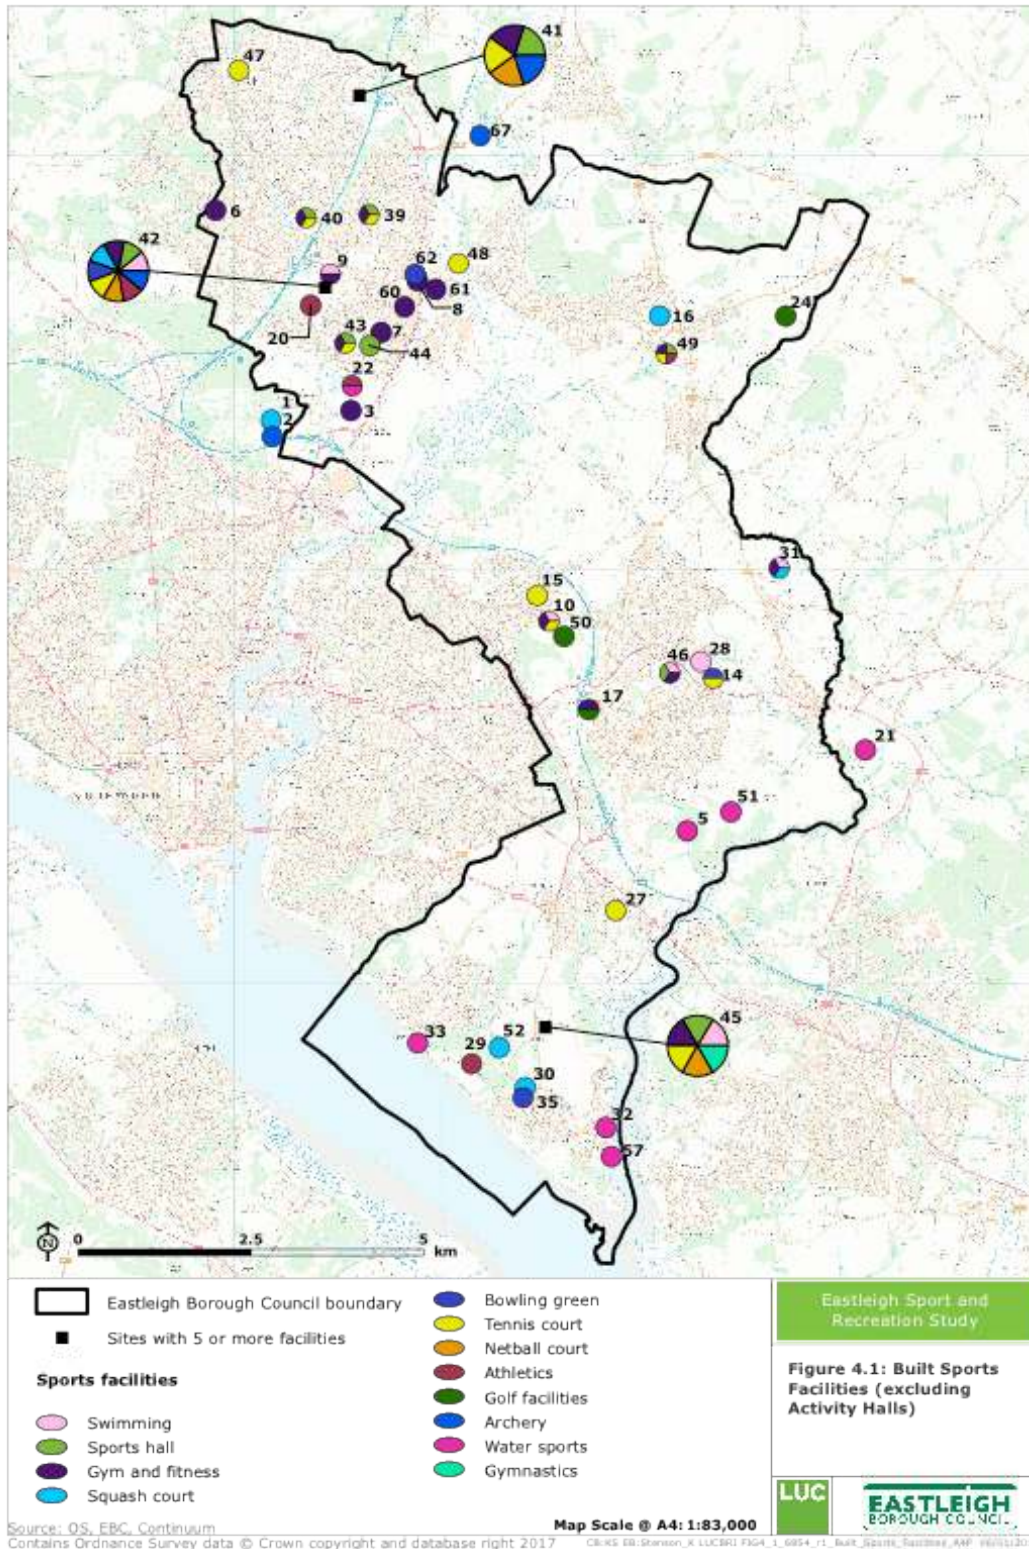 41
47
67
6
40
39
42
9
62
48
61
8
60
7
20
43
44
16
24
49
22
1
2
3
31
15
10
50
28
46
14
17
21
51
5
27
33
52
45
29
30
35
32
57
N
0 2.5 5
km
Eastleigh Borough Council boundary
Sites with 5 or more facilities
Sports facilities
Swimming
Sports hall
Gym and fitness
Squash court
Bowling green
Tennis court
Netball court
Athletics
Golf facilities
Archery
Water sports
Gymnastics
Eastleigh Sport and
Recreation Study
Figure 4.1: Built Sports
Facilities (excluding
Activity Halls)
LUC
EASTLEIGH
BOROUGH COUNCIL
Map Scale @ A4: 1:83,000
Source: OS, EBC, Continuum
Contains Ordnance Survey data © Crown copyright and database right 2017